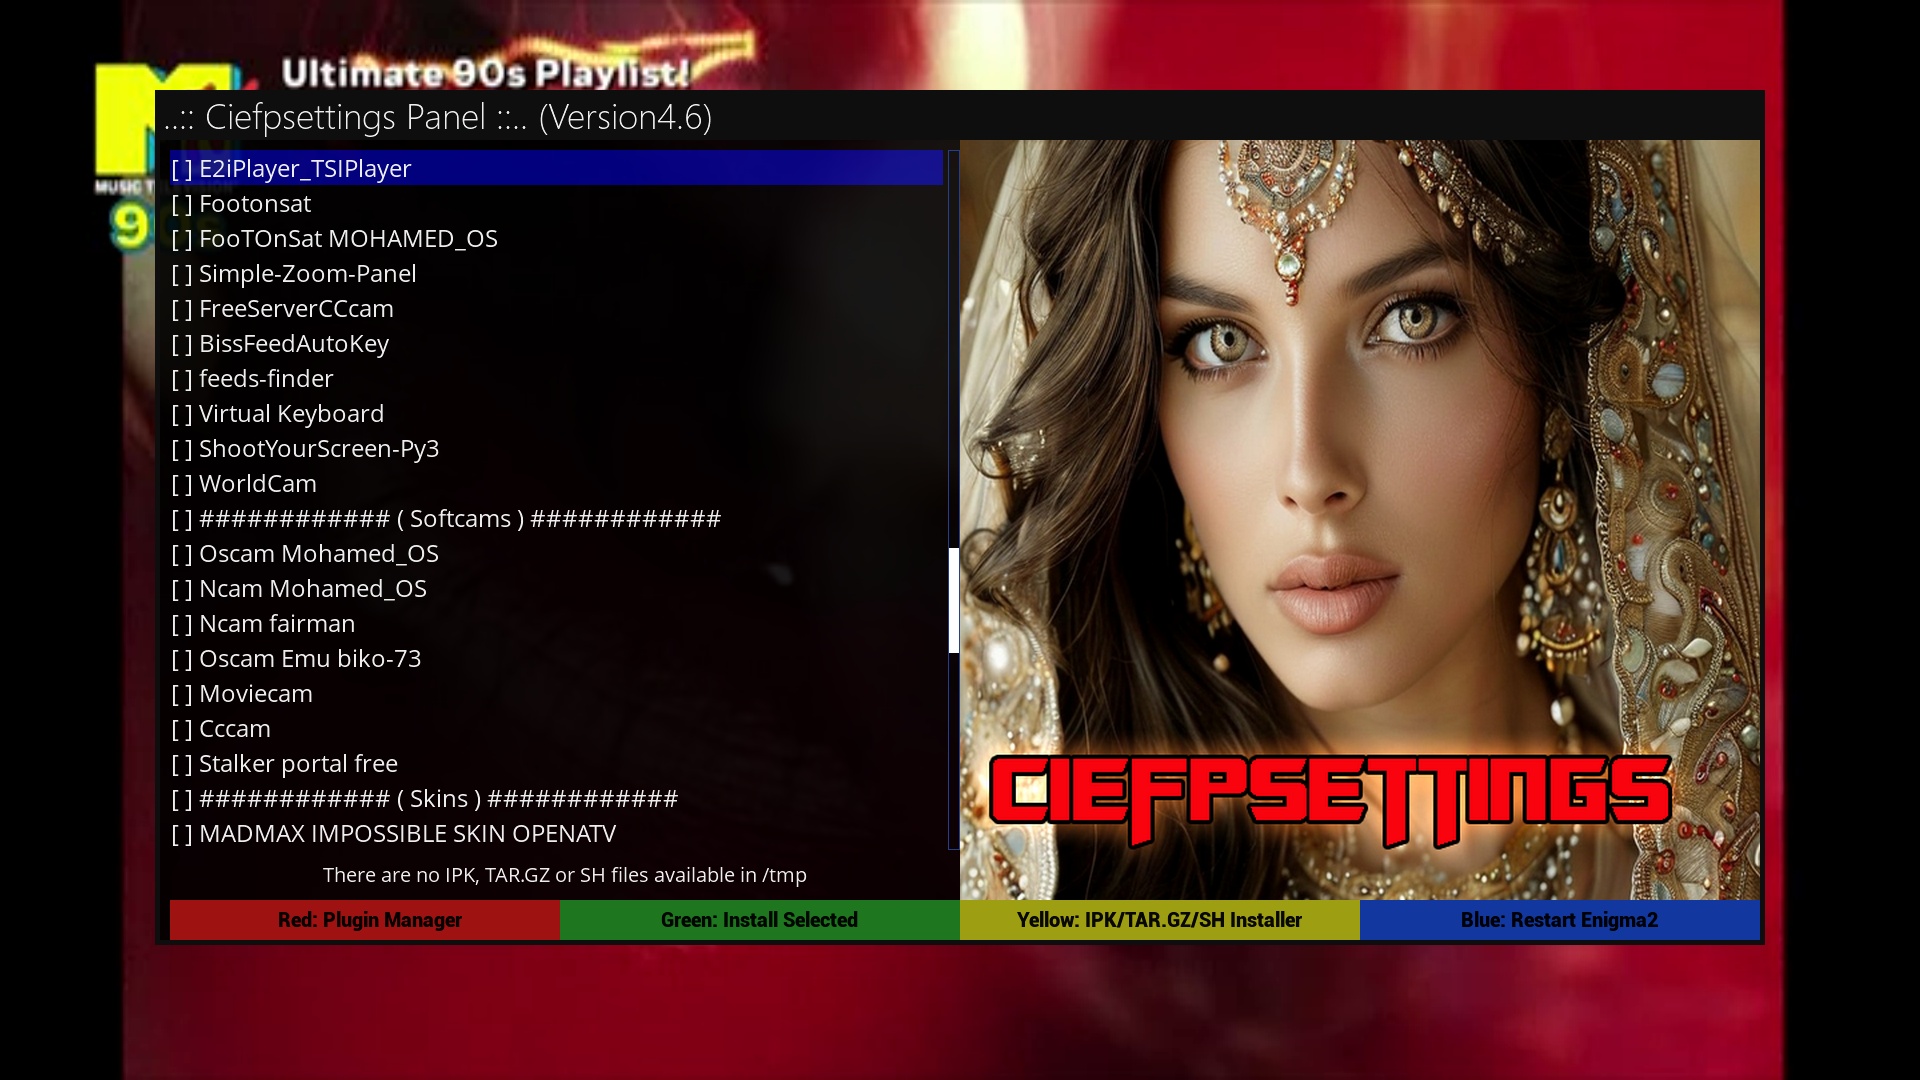 Ultimate 90s Playlist!
MUSIC T
9
..:: Ciefpsettings Panel ::.. (Version4.6)
[ ] E2iPlayer_TSIPlayer
[ ] Footonsat
[ ] FooTOnSat MOHAMED_OS
[ ] Simple-Zoom-Panel
[ ] FreeServerCCcam
[ ] BissFeedAutoKey
[ ] feeds-finder
[ ] Virtual Keyboard
[ ] ShootYourScreen-Py3
[ ] WorldCam
[ ] ############ ( Softcams ) ############
[ ] Oscam Mohamed_OS
[ ] Ncam Mohamed_OS
[ ] Ncam fairman
[ ] Oscam Emu biko-73
[ ] Moviecam
[ ] Cccam
[ ] Stalker portal free
[ ] ############ ( Skins ) ############
[ ] MADMAX IMPOSSIBLE SKIN OPENATV
CIEFPSETTINGS
There are no IPK, TAR.GZ or SH files available in /tmp
Red: Plugin Manager
Green: Install Selected
Yellow: IPK/TAR.GZ/SH Installer
Blue: Restart Enigma2